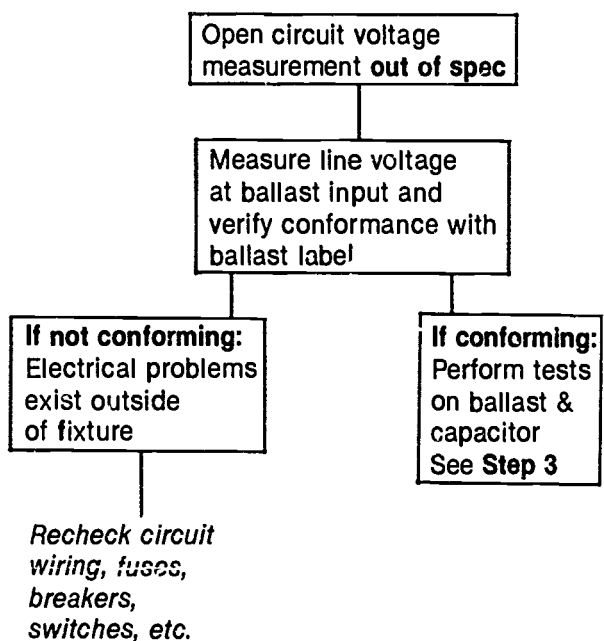 Open circuit voltage
measurement out of spec
Measure line voltage
at ballast input and
verify conformance with
ballast label
If not conforming:
Electrical problems
exist outside
of fixture
If conforming:
Perform tests
on ballast &
capacitor
See Step 3
Recheck circuit
wiring, fuses,
breakers,
switches, etc.